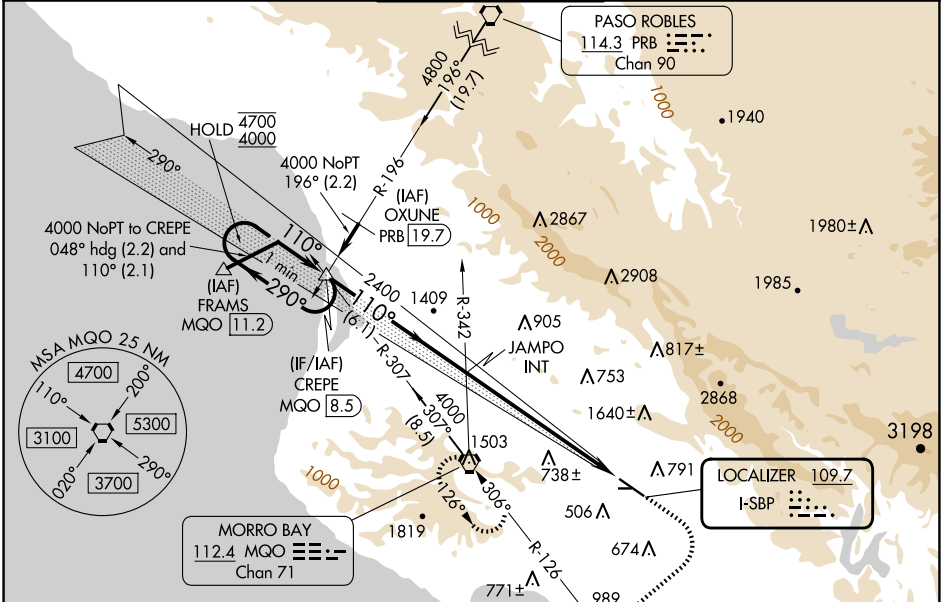 PASO ROBLES
114.3 PRB
Chan 90
4800
196°
(19.7)
1000
1940
HOLD 4700
4000
290°
4000 NoPT
196° (2.2)
R-196
(IAF)
OXUNE
PRB 19.7
1000
2867
2000
1980±
4000 NoPT to CREPE
048° hdg (2.2) and
110° (2.1)
110°
1 min
290°
(IAF)
FRAMS
MQO 11.2
2400
110°
(6.1)
R-342
1409
2908
1985
905
JAMPO
INT
817±
753
2868
1640±
2000
3198
(IF/IAF)
CREPE
MQO 8.5
R-307
4000
307°
(8.5)
MSA MQO 25 NM
4700
110°
200°
3100
5300
020°
290°
3700
1000
1503
738±
791
126°
306°
1819
506
LOCALIZER 109.7
I-SBP
MORRO BAY
112.4 MQO
Chan 71
R-126
674
771±
989